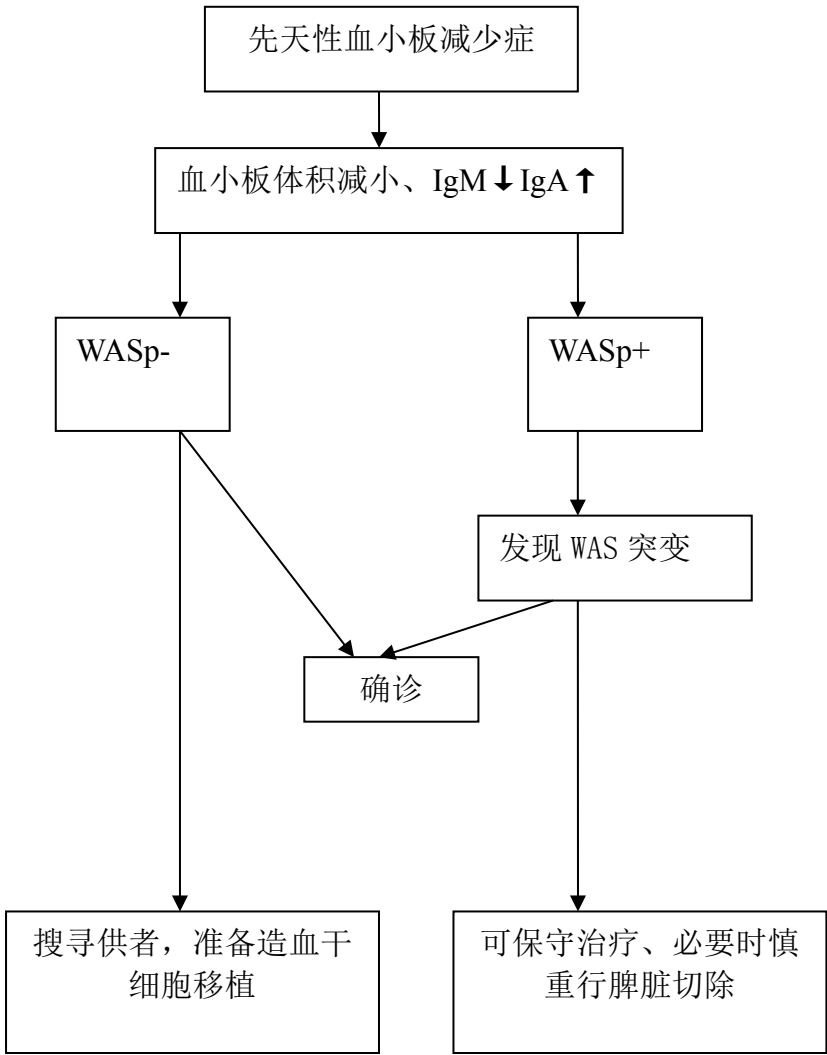 先天性血小板减少症
血小板体积减小、IgM⬇IgA⬆
WASp-
WASp+
发现 WAS 突变
确诊
搜寻供者，准备造血干
细胞移植
可保守治疗、必要时慎
重行脾脏切除